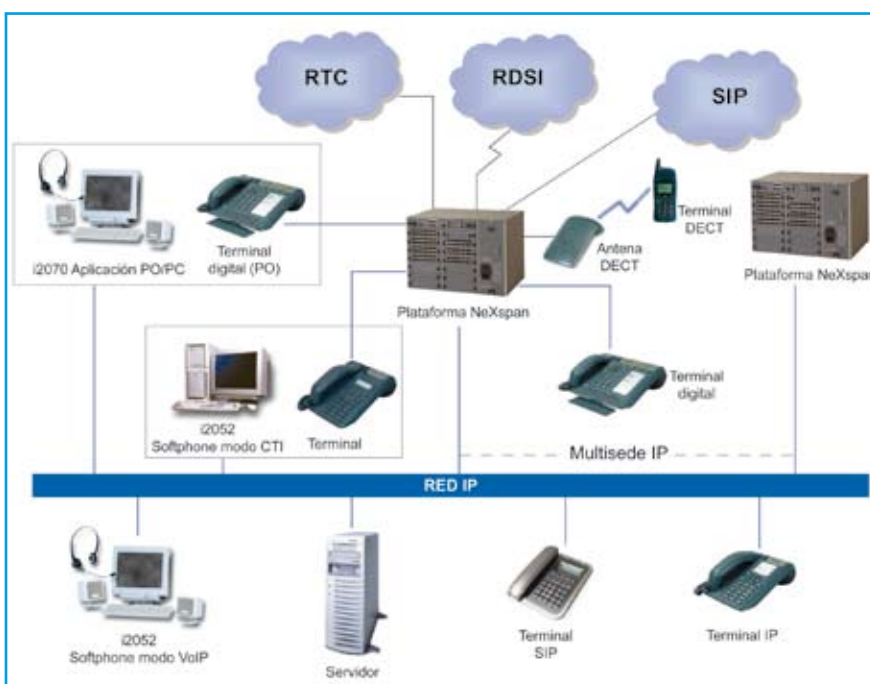 RTC
RDSI
SIP
i2070 Aplicación PO/PC
Terminal
digital (PO)
Plataforma NeXspan
Antena
DECT
Terminal
DECT
Plataforma NeXspan
i2052
Softphone modo CTI
Terminal
Terminal
digital
Multisede IP
RED IP
i2052
Softphone modo VoIP
Servidor
Terminal
SIP
Terminal IP